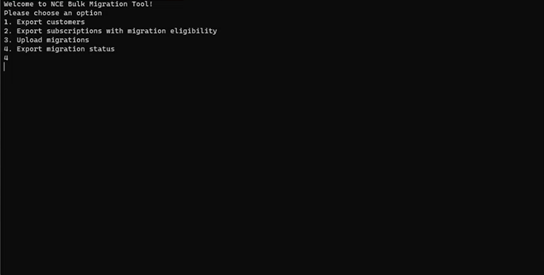 Welcome to NCE Bulk Migration Tool!
Please choose an option
1. Export customers
2. Export subscriptions with migration eligibility
3. Upload migrations
4. Export migration status
4